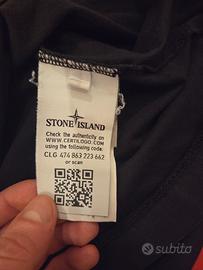 STONE ISLAND
Check the authenticity on
WWW.CERTILOGO.COM
using the following code:
CLG 474 863 223 662
or scan
subito